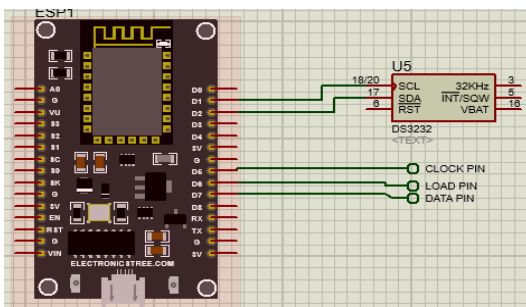 ESP1
A0
G
VU
S3
S2
S1
SC
S0
SK
G
3V
EN
RST
G
VIN
D0
D1
D2
D3
D4
3V
G
D5
D6
D7
D8
RX
TX
G
3V
ELECTRONICSTREE.COM
U5
18/20 SCL 32KHz 3
17 SDA INT/SQW 5
6 RST VBAT 16
DS3232
<TEXT>
CLOCK PIN
LOAD PIN
DATA PIN